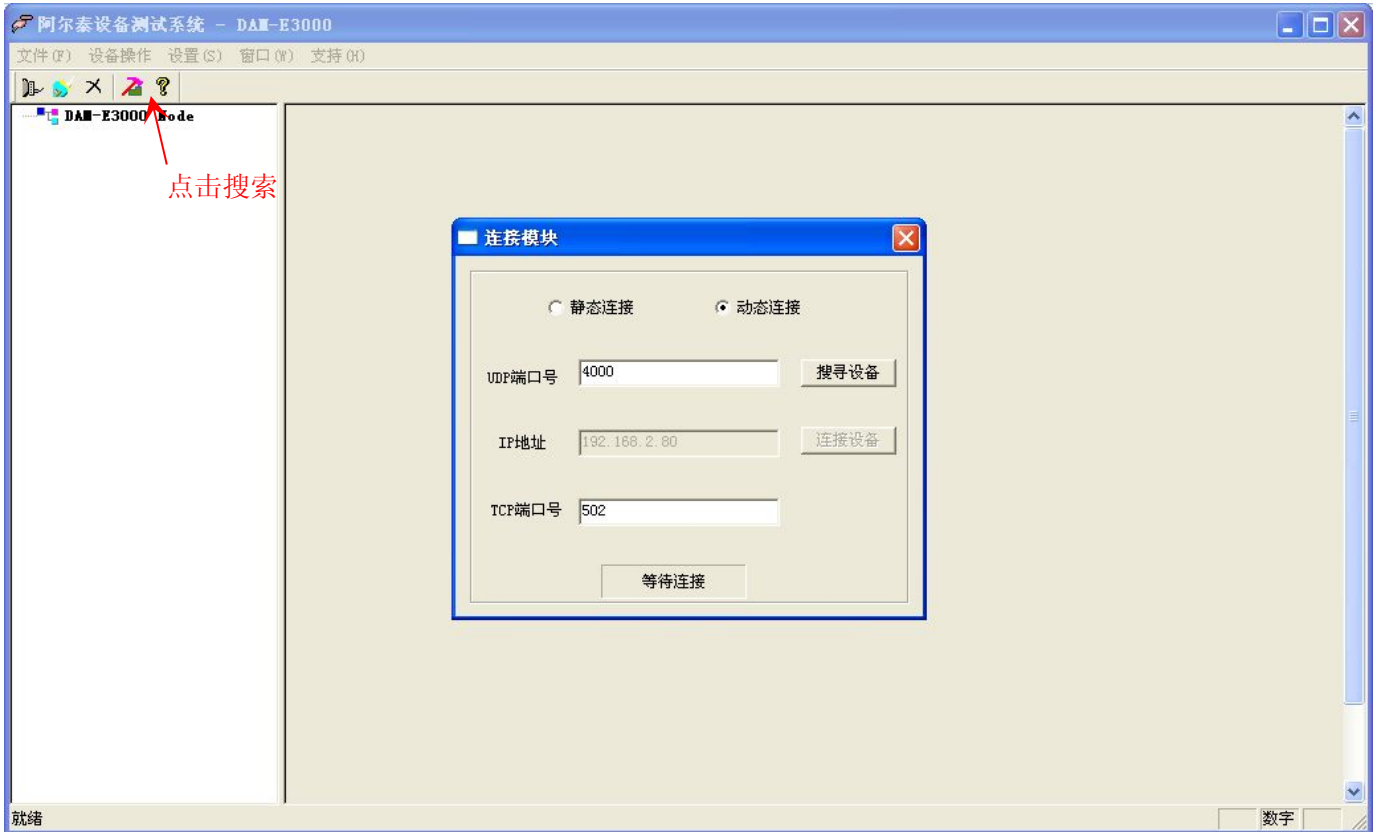 阿尔泰设备测试系统 - DAM-E3000
文件(F) 设备操作 设置(S) 窗口(W) 支持(H)
DAM-E3000 Node
点击搜索
连接模块
静态连接 动态连接
UDP端口号 4000 搜寻设备
IP地址 192.168.2.80 连接设备
TCP端口号 502
等待连接
就绪 数字